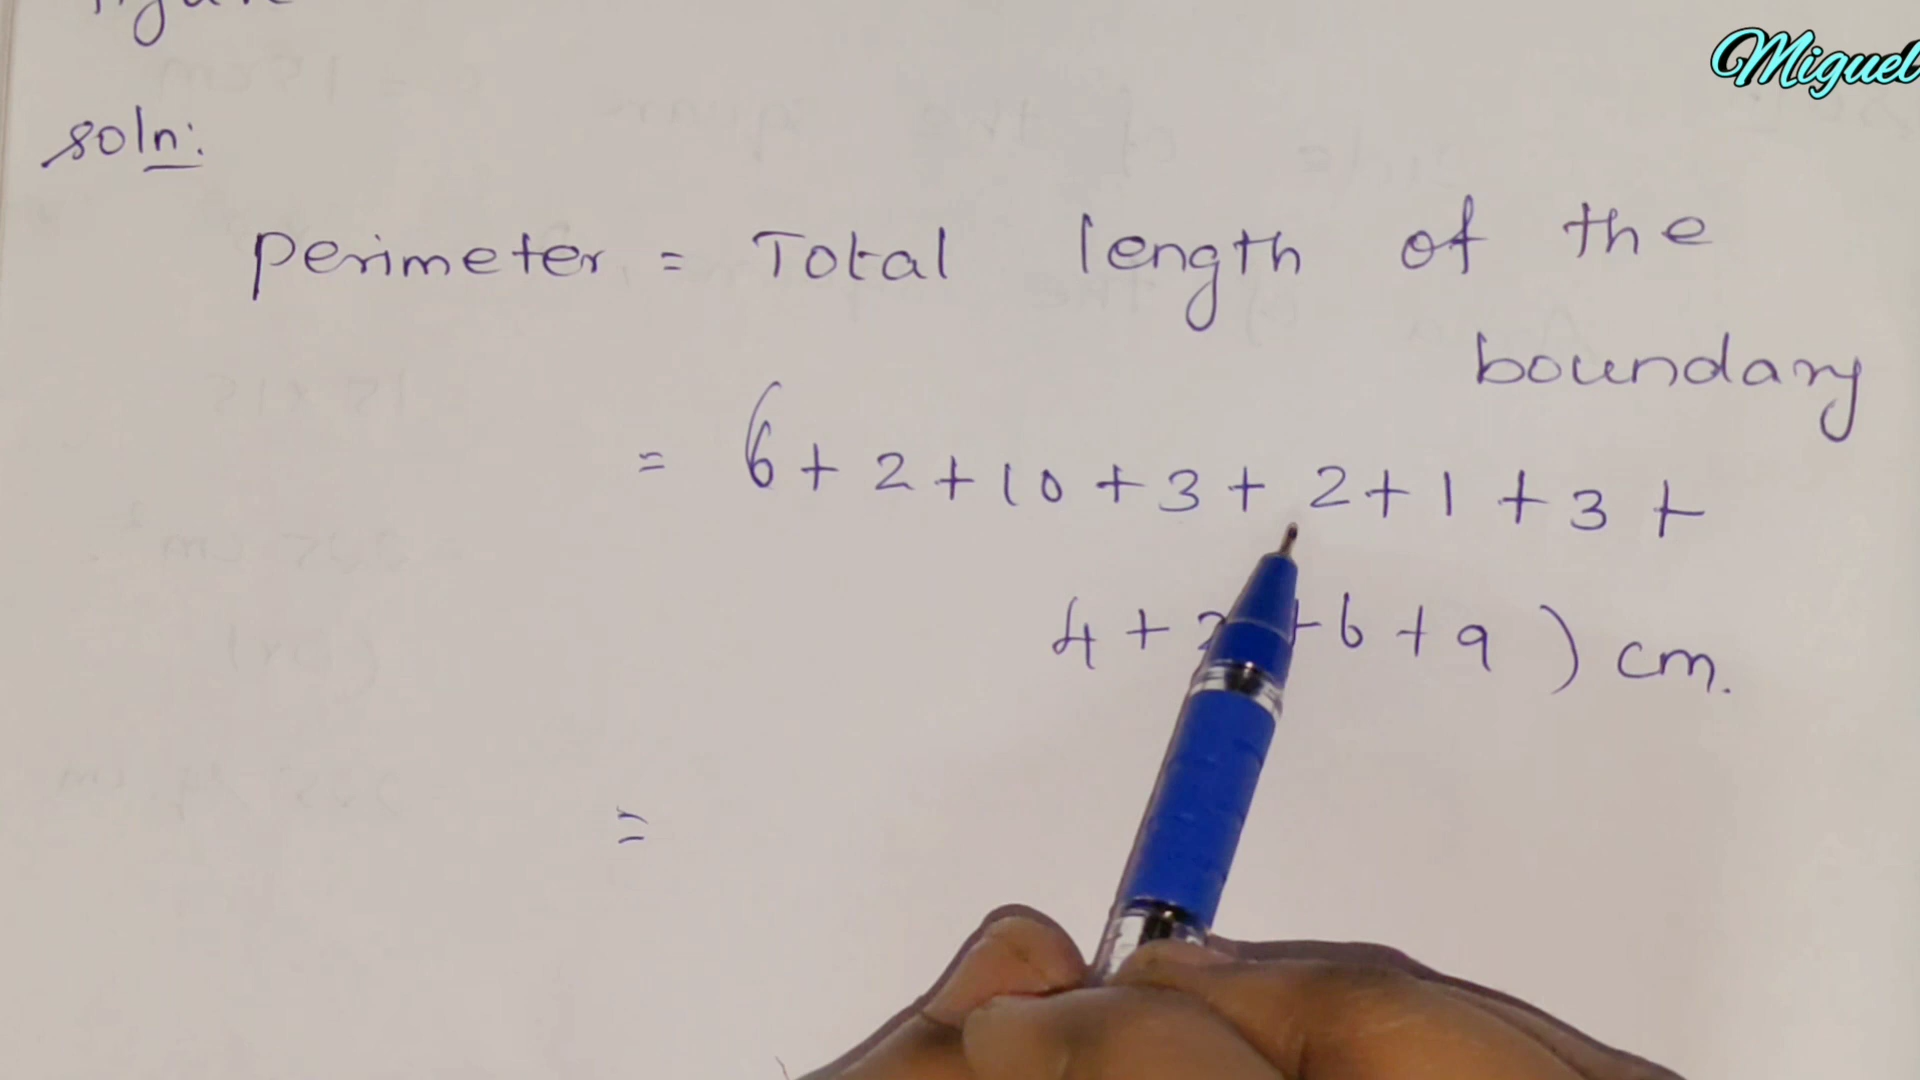 Miguel
soln:
perimeter = Total length of the
boundary
= 6 + 2 + 10 + 3 + 2 + 1 + 3 +
4 + 2 + 6 + 9 ) cm.
=